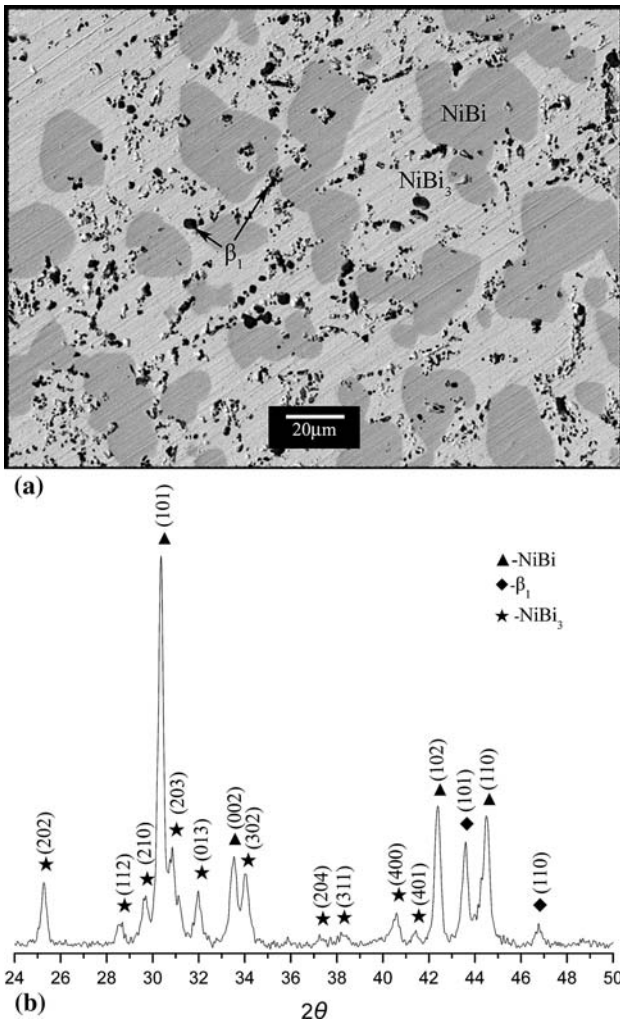 NiBi
NiBi₃
β₁
20μm
(a)
(101)
▲-NiBi
◆-β₁
★-NiBi₃
(202)
(112)
(210)
(203)
(013)
(002)
(302)
(204)
(311)
(400)
(401)
(102)
(101)
(110)
(110)
24 26 28 30 32 34 36 38 40 42 44 46 48 50
(b)
2θ